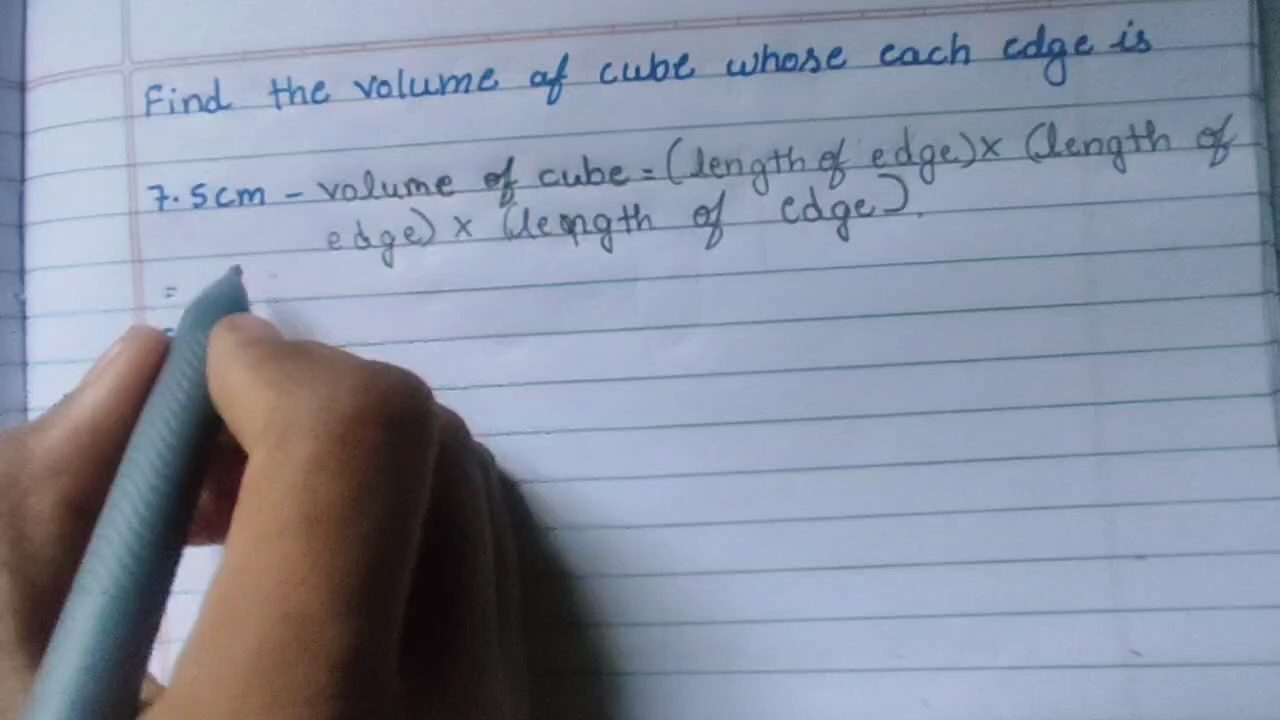 Find the volume of cube whose each edge is
7.5cm - volume of cube = (length of edge) x (length of
edge) x (length of edge).
=
=